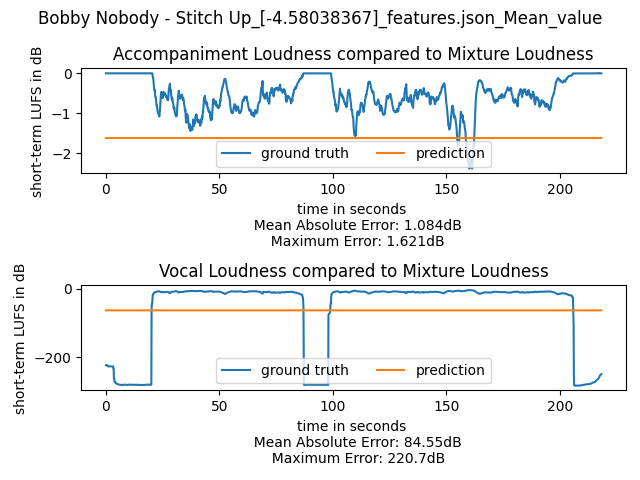 Bobby Nobody - Stitch Up_[-4.58038367]_features.json_Mean_value
Accompaniment Loudness compared to Mixture Loudness
short-term LUFS in dB
0
−1
−2
ground truth
prediction
0 50 100 150 200
time in seconds
Mean Absolute Error: 1.084dB
Maximum Error: 1.621dB
Vocal Loudness compared to Mixture Loudness
short-term LUFS in dB
0
−200
ground truth
prediction
0 50 100 150 200
time in seconds
Mean Absolute Error: 84.55dB
Maximum Error: 220.7dB